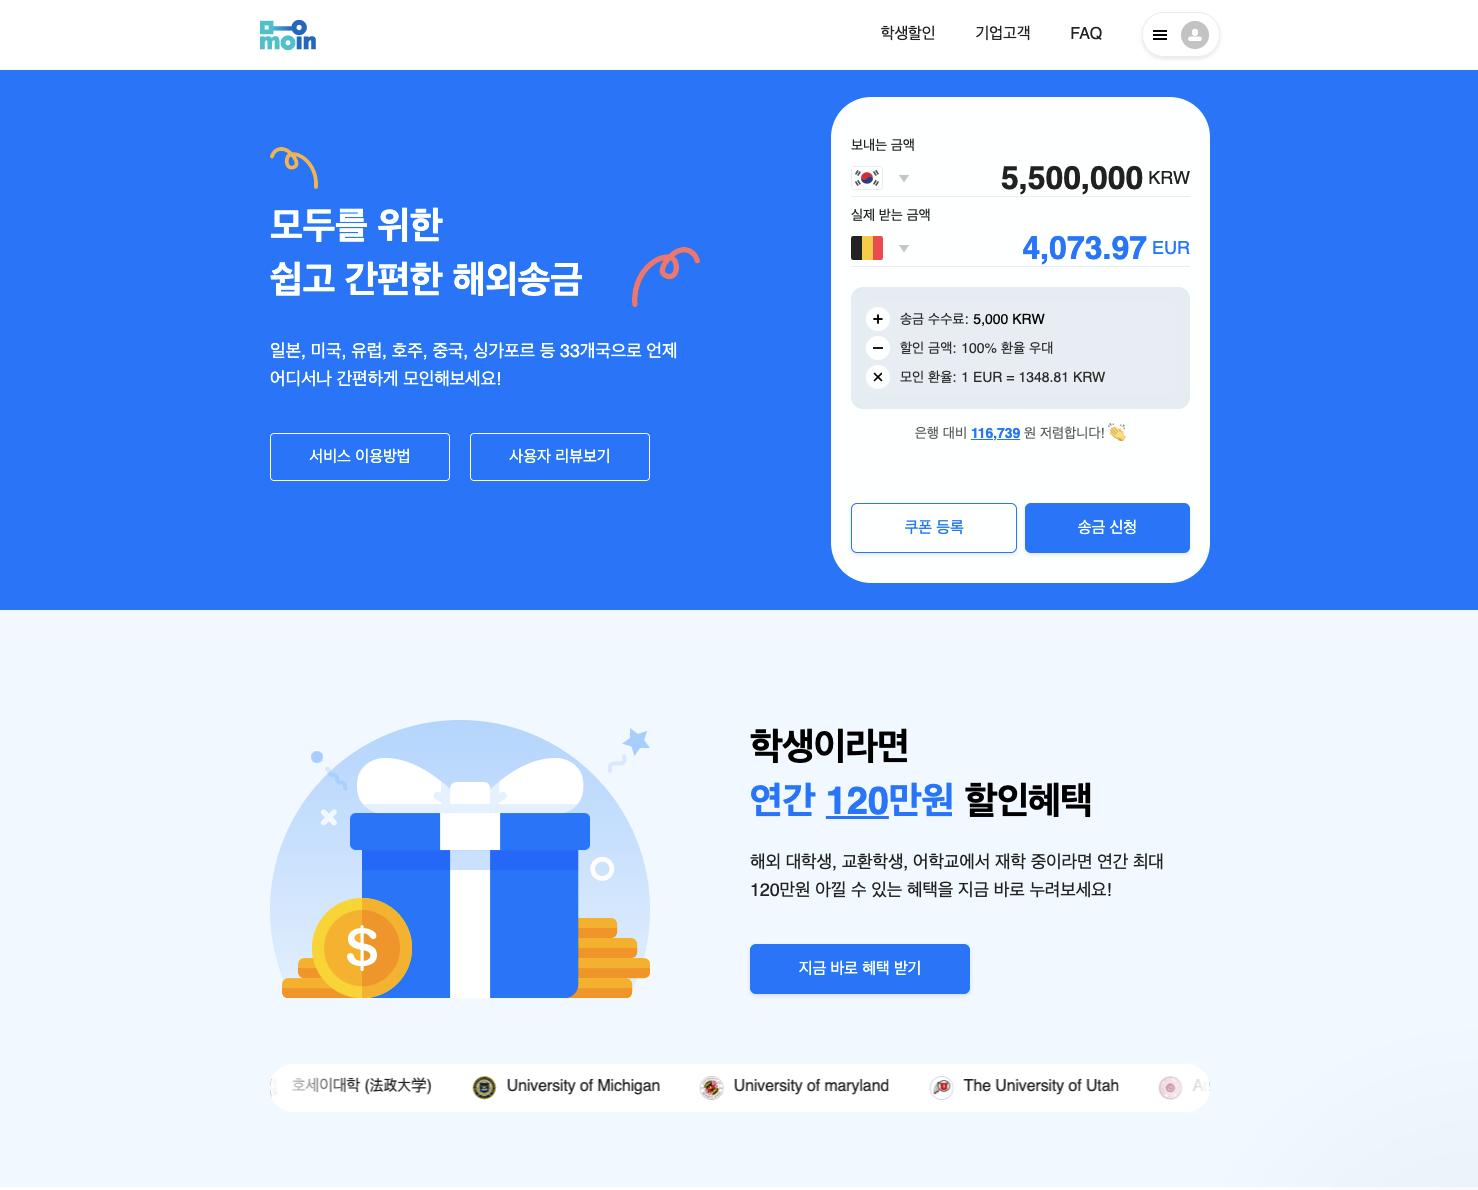 moin
학생할인
기업고객
FAQ
모두를 위한
쉽고 간편한 해외송금
일본, 미국, 유럽, 호주, 중국, 싱가포르 등 33개국으로 언제
어디서나 간편하게 모인해보세요!
서비스 이용방법
사용자 리뷰보기
보내는 금액
5,500,000 KRW
실제 받는 금액
4,073.97 EUR
송금 수수료: 5,000 KRW
할인 금액: 100% 환율 우대
모인 환율: 1 EUR = 1348.81 KRW
은행 대비 116,739 원 저렴합니다!
쿠폰 등록
송금 신청
학생이라면
연간 120만원 할인혜택
해외 대학생, 교환학생, 어학교에서 재학 중이라면 연간 최대
120만원 아낄 수 있는 혜택을 지금 바로 누려보세요!
$
지금 바로 혜택 받기
호세이대학 (法政大学)
University of Michigan
University of maryland
The University of Utah